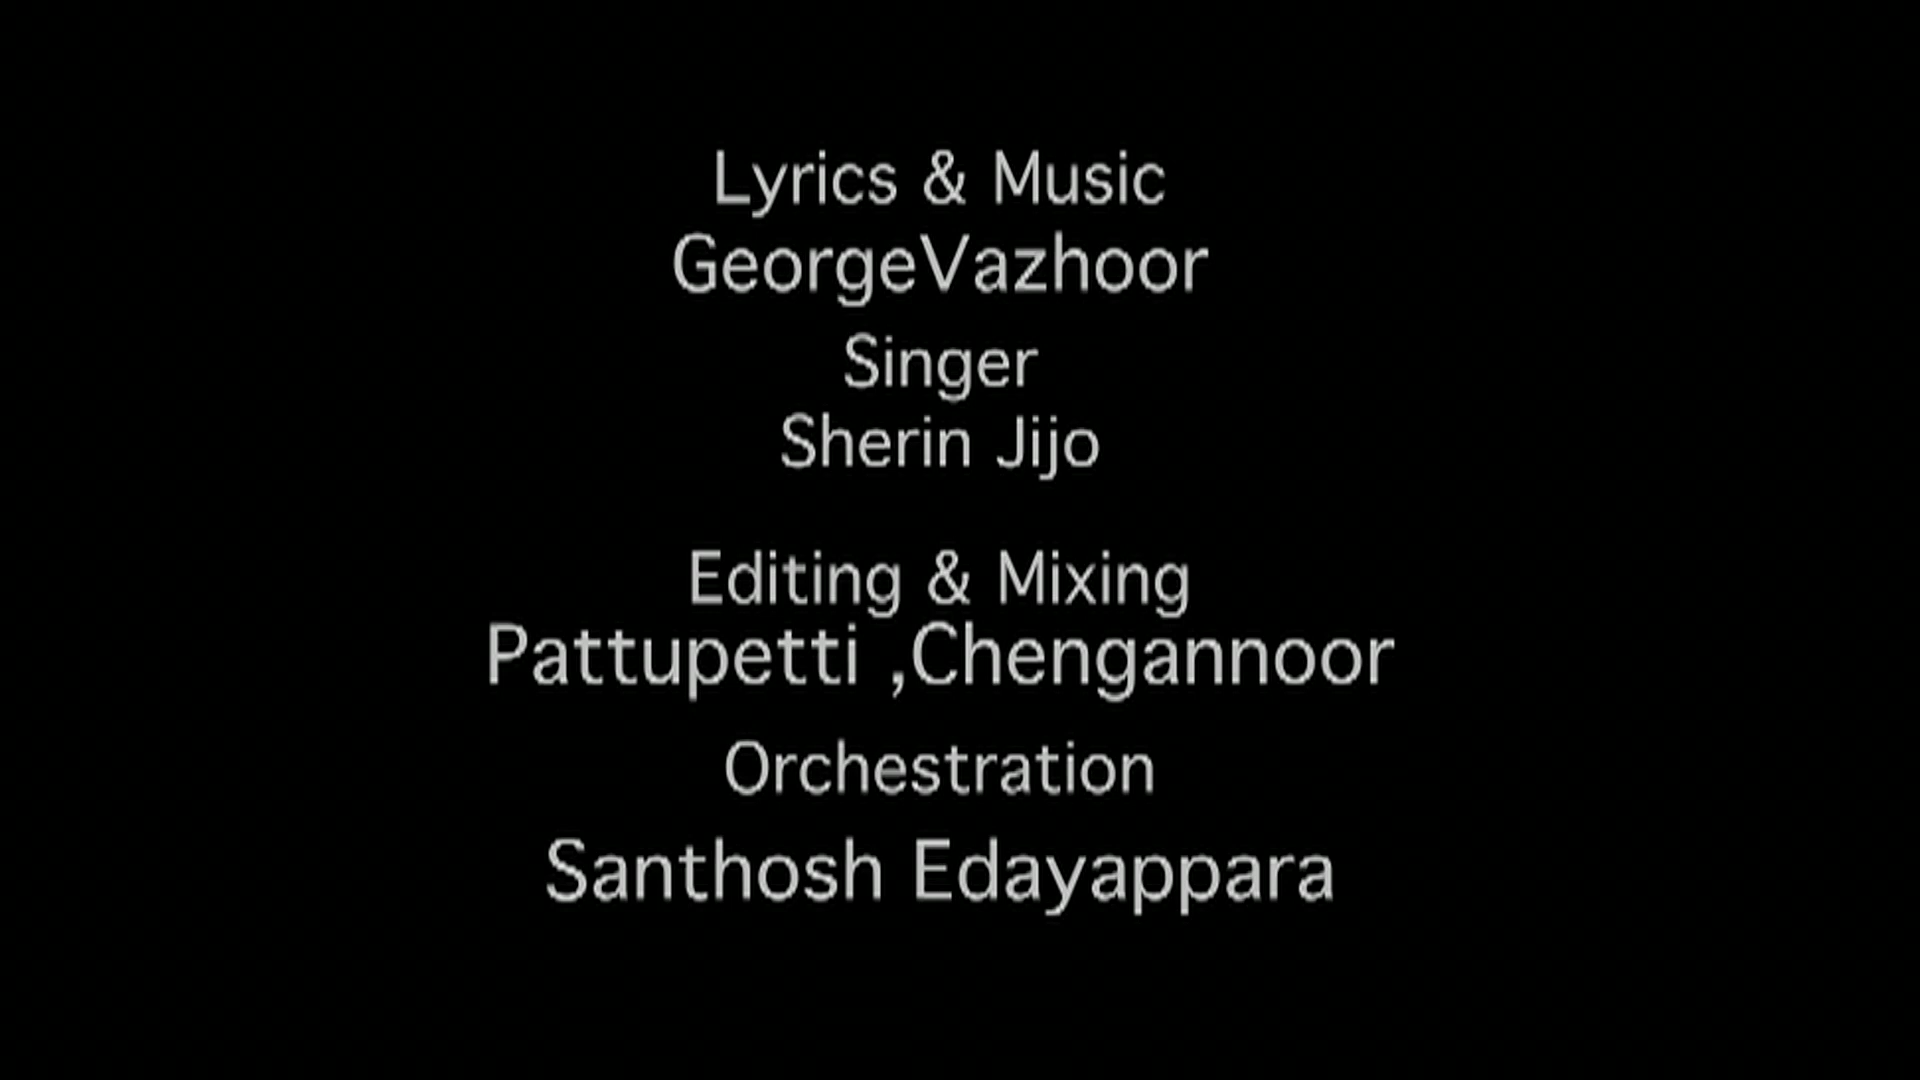 Lyrics & Music
GeorgeVazhoor
Singer
Sherin Jijo
Editing & Mixing
Pattupetti ,Chengannoor
Orchestration
Santhosh Edayappara